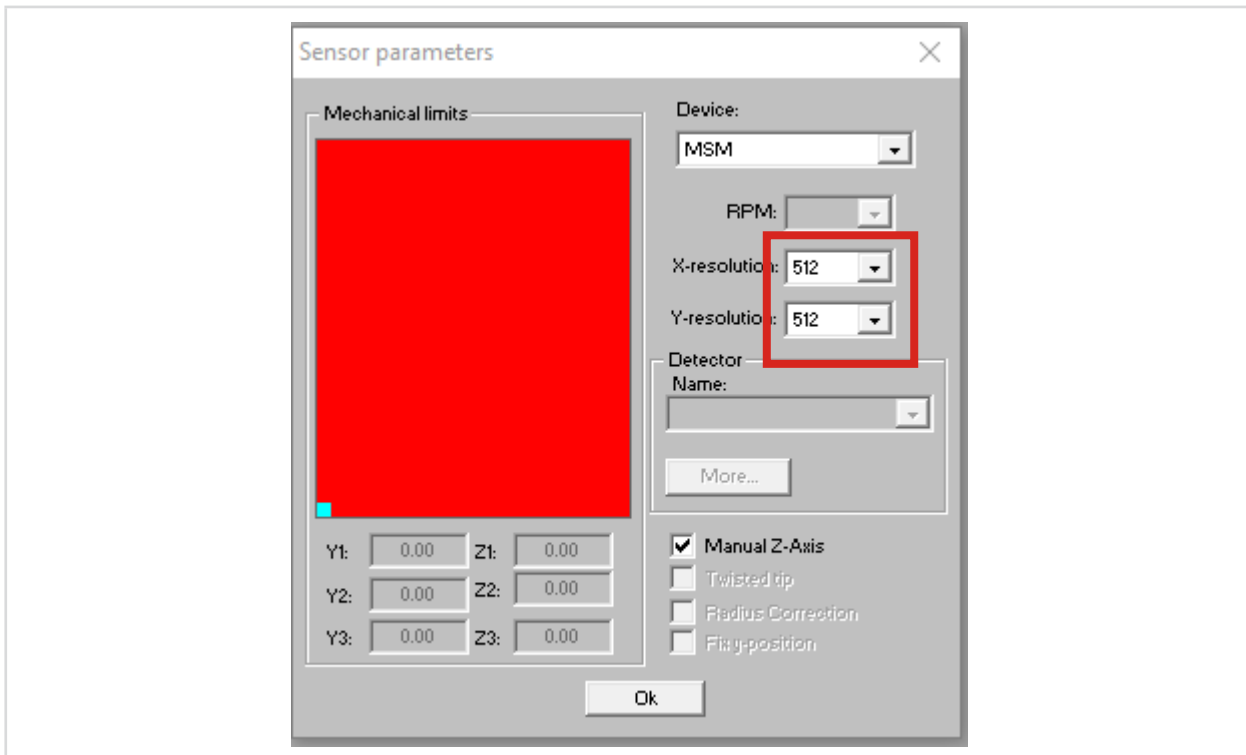 Sensor parameters
Mechanical limits
Y1: 0.00 Z1: 0.00
Y2: 0.00 Z2: 0.00
Y3: 0.00 Z3: 0.00
Device:
MSM
RPM:
X-resolution: 512
Y-resolution: 512
Detector
Name:
More...
Manual Z-Axis
Twisted tip
Radius Correction
Fix y-position
Ok